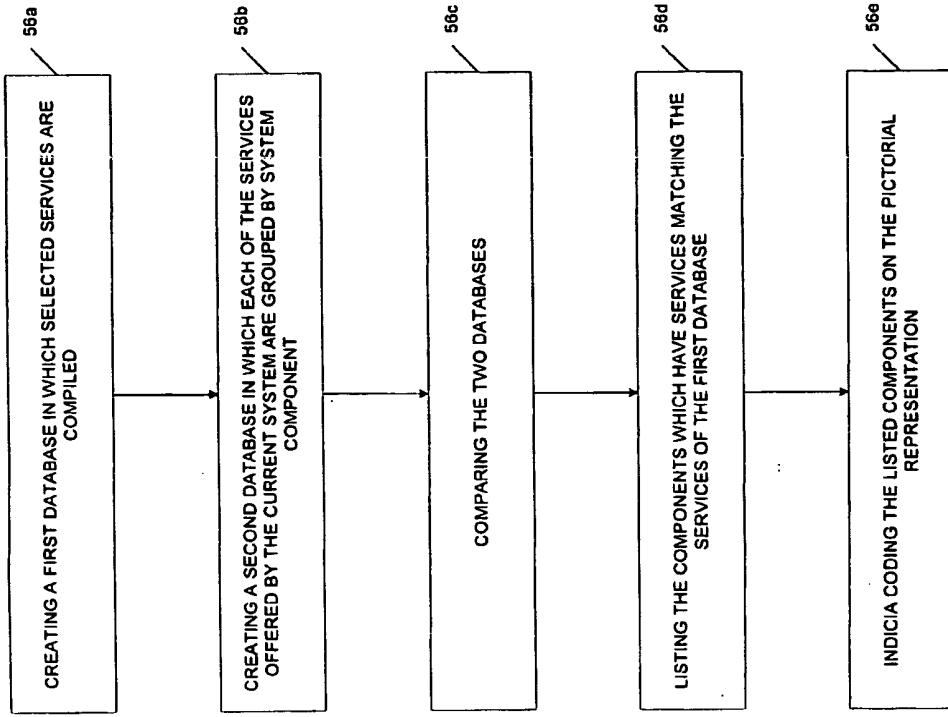 56a
CREATING A FIRST DATABASE IN WHICH SELECTED SERVICES ARE
COMPILED
56b
CREATING A SECOND DATABASE IN WHICH EACH OF THE SERVICES
OFFERED BY THE CURRENT SYSTEM ARE GROUPED BY SYSTEM
COMPONENT
56c
COMPARING THE TWO DATABASES
56d
LISTING THE COMPONENTS WHICH HAVE SERVICES MATCHING THE
SERVICES OF THE FIRST DATABASE
56e
INDICIA CODING THE LISTED COMPONENTS ON THE PICTORIAL
REPRESENTATION